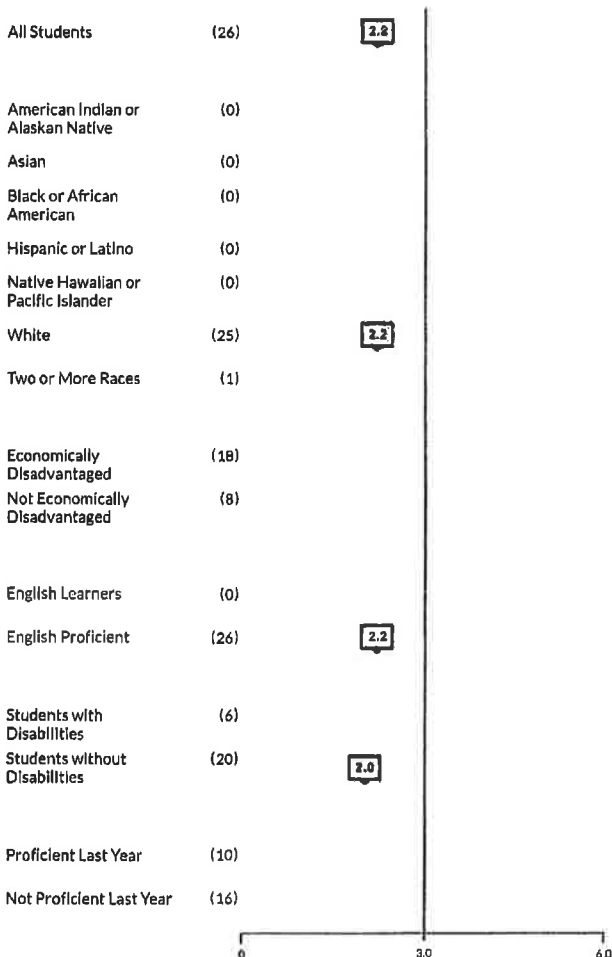 All Students (26) 2.2
American Indian or (0)
Alaskan Native
Asian (0)
Black or African (0)
American
Hispanic or Latino (0)
Native Hawaiian or (0)
Pacific Islander
White (25) 2.2
Two or More Races (1)
Economically (18)
Disadvantaged
Not Economically (8)
Disadvantaged
English Learners (0)
English Proficient (26) 2.2
Students with (6)
Disabilities
Students without (20) 2.0
Disabilities
Proficient Last Year (10)
Not Proficient Last Year (16)
0 3.0 6.0